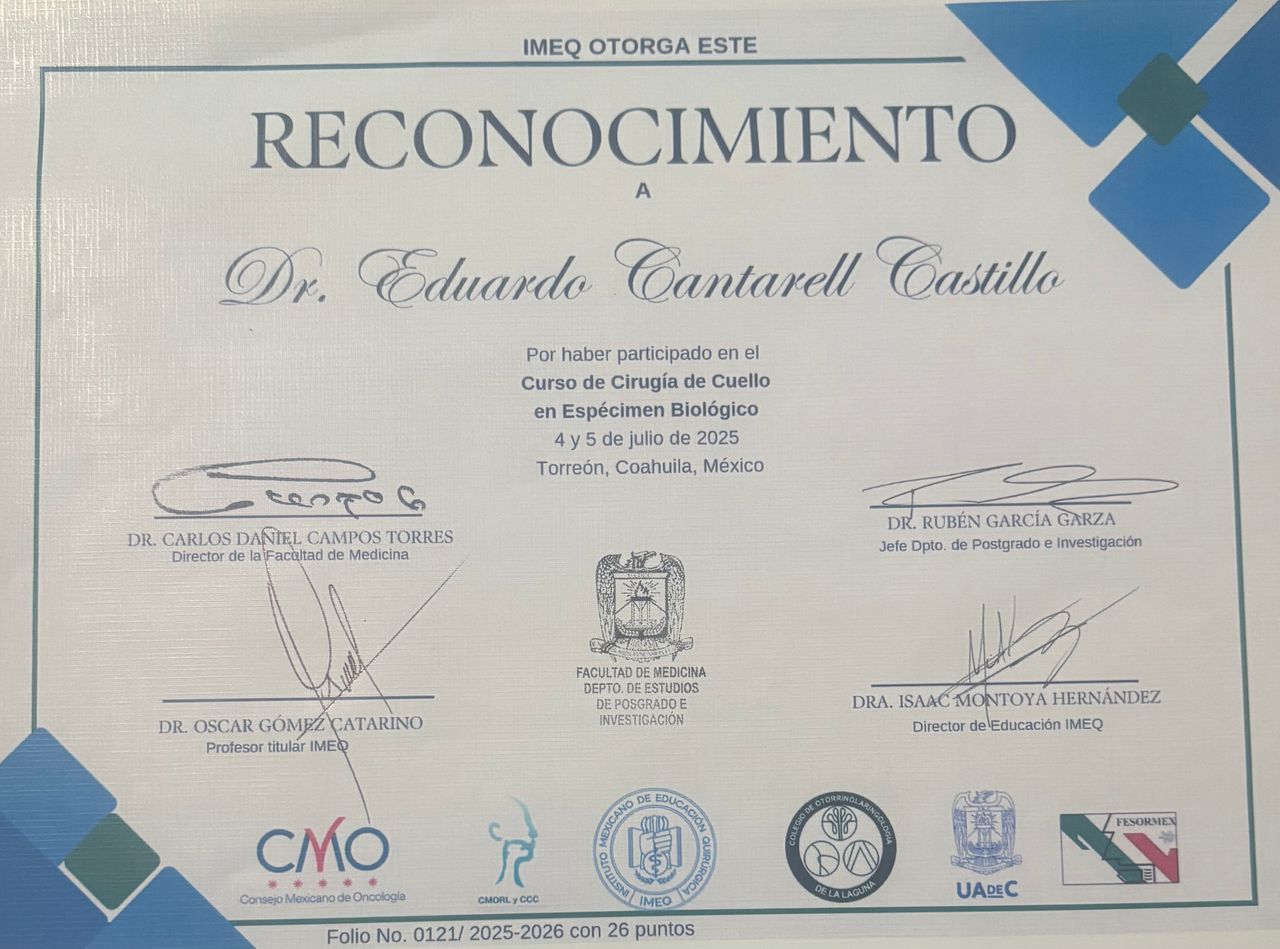 IMEQ OTORGA ESTE
RECONOCIMIENTO
A
Dr. Eduardo Cantarell Castillo
Por haber participado en el
Curso de Cirugía de Cuello
en Espécimen Biológico
4 y 5 de julio de 2025
Torreón, Coahuila, México
DR. CARLOS DANIEL CAMPOS TORRES
Director de la Facultad de Medicina
DR. RUBÉN GARCÍA GARZA
Jefe Dpto. de Postgrado e Investigación
FACULTAD DE MEDICINA
DEPTO. DE ESTUDIOS
DE POSGRADO E
INVESTIGACIÓN
DR. OSCAR GÓMEZ CATARINO
Profesor titular IMEQ
DRA. ISAAC MONTOYA HERNÁNDEZ
Director de Educación IMEQ
CMO
Consejo Mexicano de Oncología
CMORL y CCC
INSTITUTO MEXICANO DE EDUCACIÓN QUIRURGICA
IMEQ
COLEGIO DE OTORRINOLARINGOLOGIA
DE LA LAGUNA
UADEC
FESORMEX
Folio No. 0121/ 2025-2026 con 26 puntos